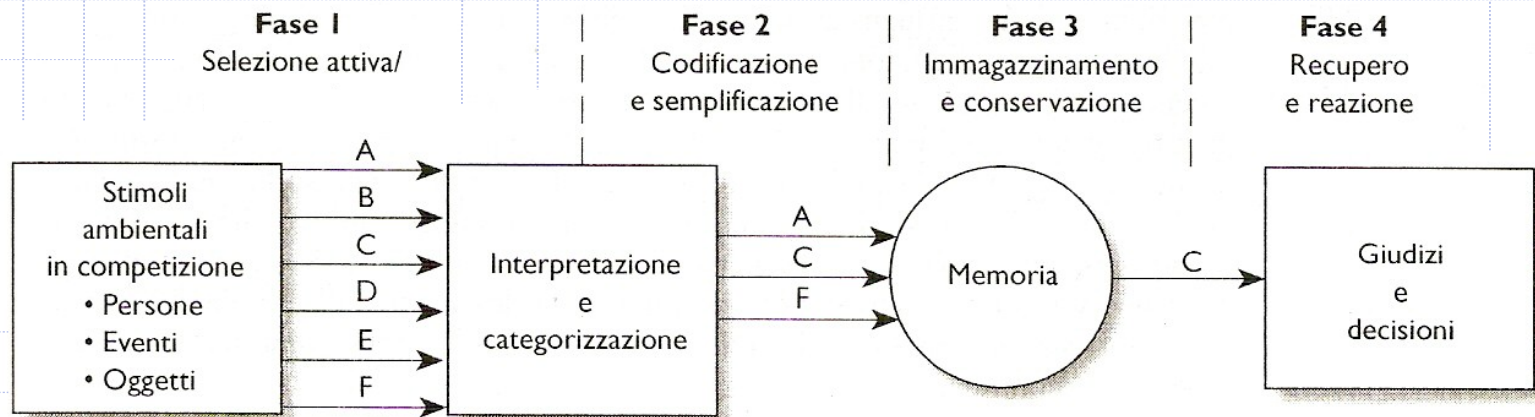 Fase 1
Selezione attiva/
Fase 2
Codificazione
e semplificazione
Fase 3
Immagazzinamento
e conservazione
Fase 4
Recupero
e reazione
Stimoli
ambientali
in competizione
• Persone
• Eventi
• Oggetti
A
B
C
D
E
F
Interpretazione
e
categorizzazione
A
C
F
Memoria
C
Giudizi
e
decisioni